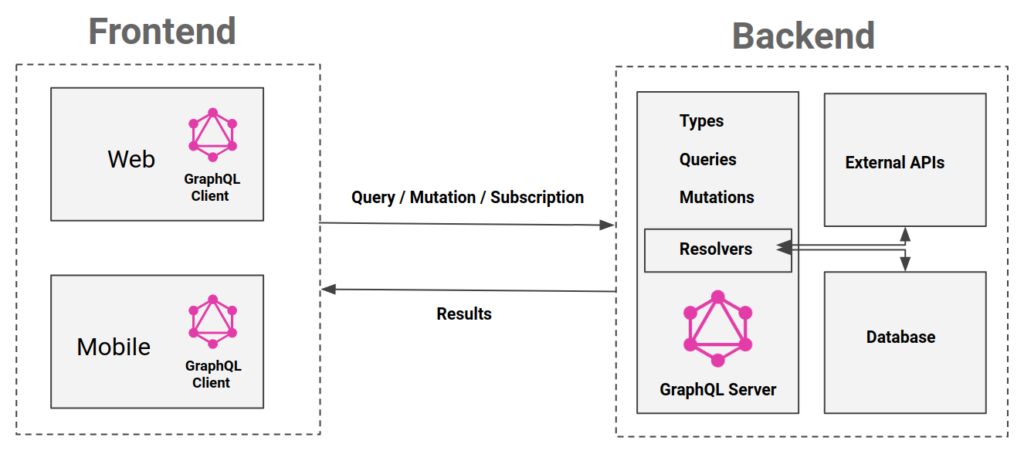 Frontend
Web
GraphQL
Client
Mobile
GraphQL
Client
Query / Mutation / Subscription
Results
Backend
Types
Queries
Mutations
Resolvers
GraphQL Server
External APIs
Database